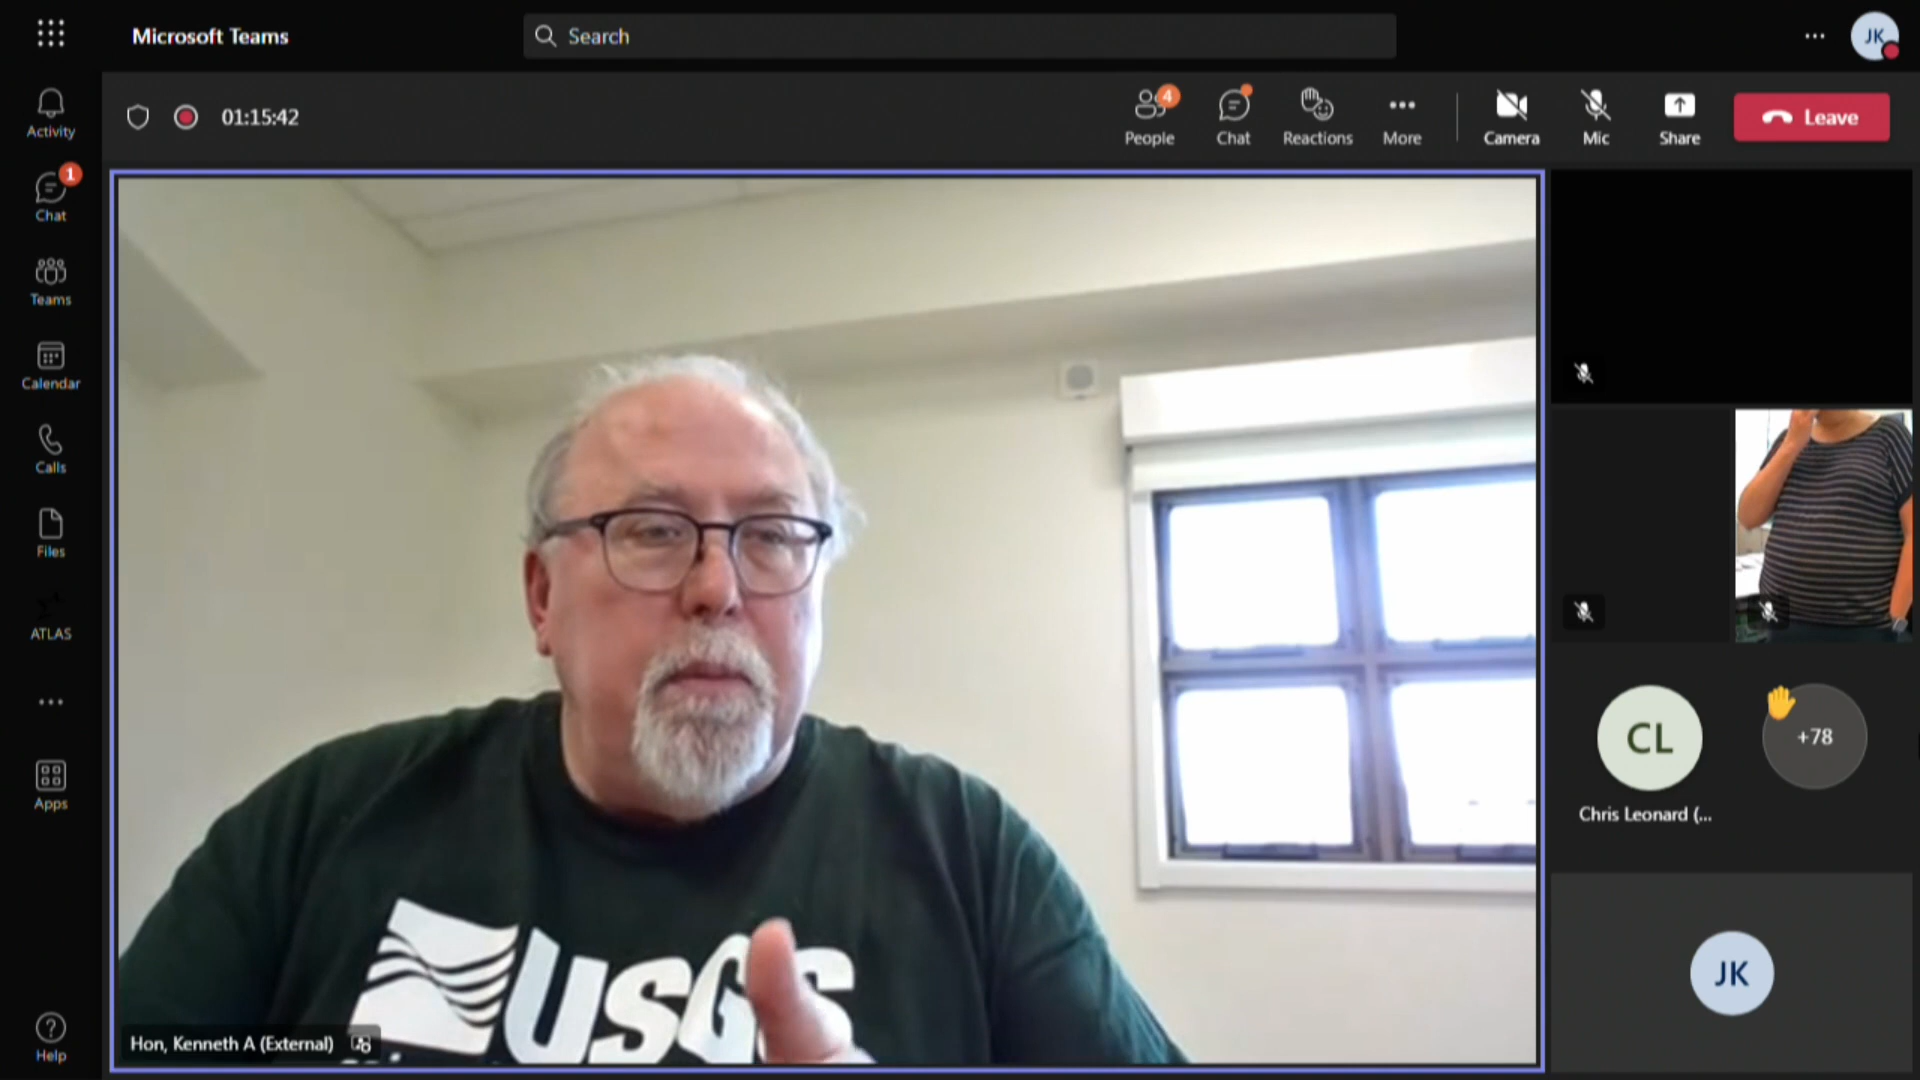 Microsoft Teams
Search
JK
Activity
1
Chat
Teams
Calendar
Calls
Files
ATLAS
Apps
Help
01:15:42
4
People
Chat
Reactions
More
Camera
Mic
Share
Leave
USGS
Hon, Kenneth A (External)
CL
Chris Leonard (...
+78
JK